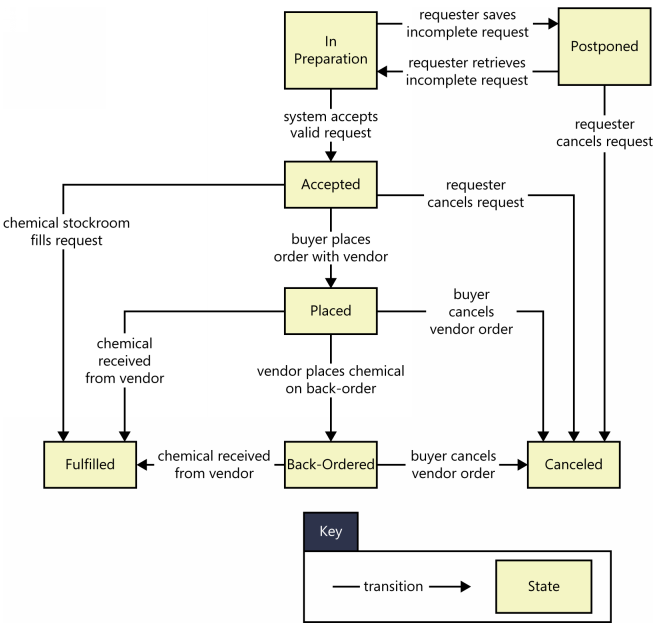 In
Preparation
requester saves
incomplete request
Postponed
requester retrieves
incomplete request
system accepts
valid request
requester
cancels request
Accepted
requester
cancels request
chemical stockroom
fills request
buyer places
order with vendor
Placed
buyer
cancels
vendor order
chemical
received
from vendor
vendor places chemical
on back-order
Fulfilled
chemical received
from vendor
Back-Ordered
buyer cancels
vendor order
Canceled
Key
transition
State